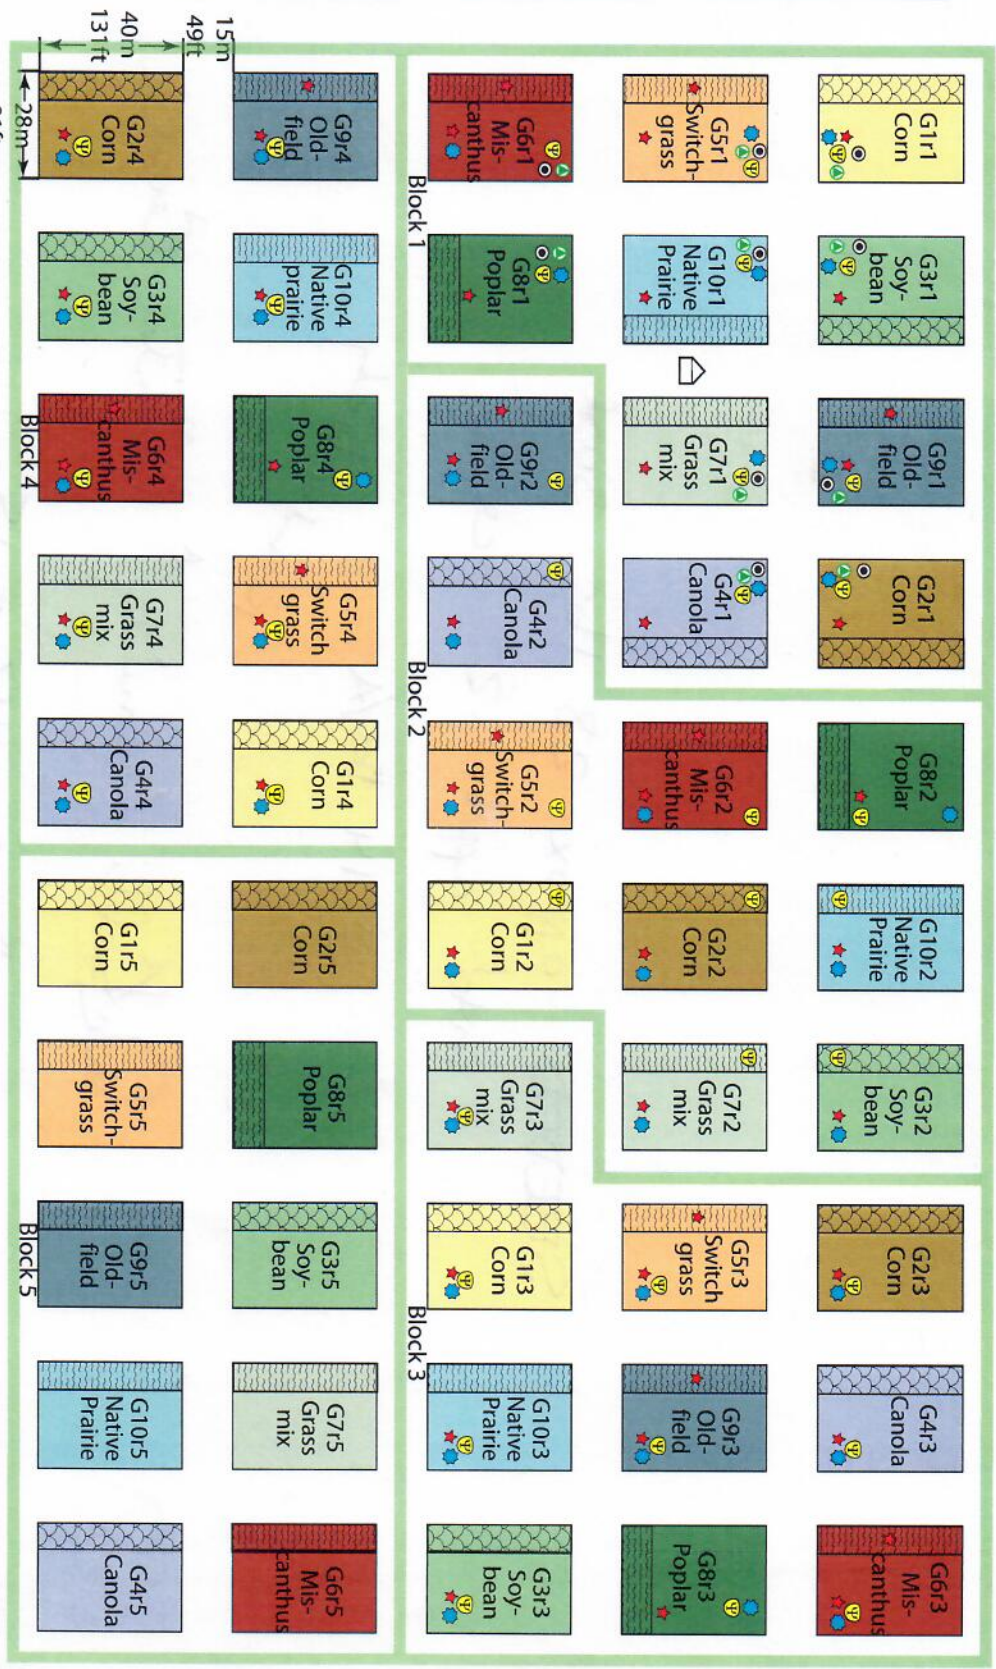 G1r1
Corn
G3r1
Soy-
bean
G9r1
Old-
field
G2r1
Corn
G8r2
Poplar
G10r2
Native
Prairie
G3r2
Soy-
bean
G2r3
Corn
G4r3
Canola
G6r3
Mis-
canthus
G5r1
Switch-
grass
G10r1
Native
Prairie
G7r1
Grass
mix
G4r1
Canola
G6r2
Mis-
canthus
G2r2
Corn
G7r2
Grass
mix
G5r3
Switch
grass
G9r3
Old-
field
G8r3
Poplar
G6r1
Mis-
canthus
G8r1
Poplar
G9r2
Old-
field
G4r2
Canola
G5r2
Switch-
grass
G1r2
Corn
G7r3
Grass
mix
G1r3
Corn
G10r3
Native
Prairie
G3r3
Soy-
bean
Block 1
Block 2
Block 3
15m
49ft
G9r4
Old-
field
G10r4
Native
prairie
G8r4
Poplar
G5r4
Switch
grass
G1r4
Corn
G2r5
Corn
G8r5
Poplar
G3r5
Soy-
bean
G7r5
Grass
mix
G6r5
Mis-
canthus
40m
131ft
G2r4
Corn
G3r4
Soy-
bean
G6r4
Mis-
canthus
G7r4
Grass
mix
G4r4
Canola
G1r5
Corn
G5r5
Switch-
grass
G9r5
Old-
field
G10r5
Native
Prairie
G4r5
Canola
28m
Block 4
Block 5